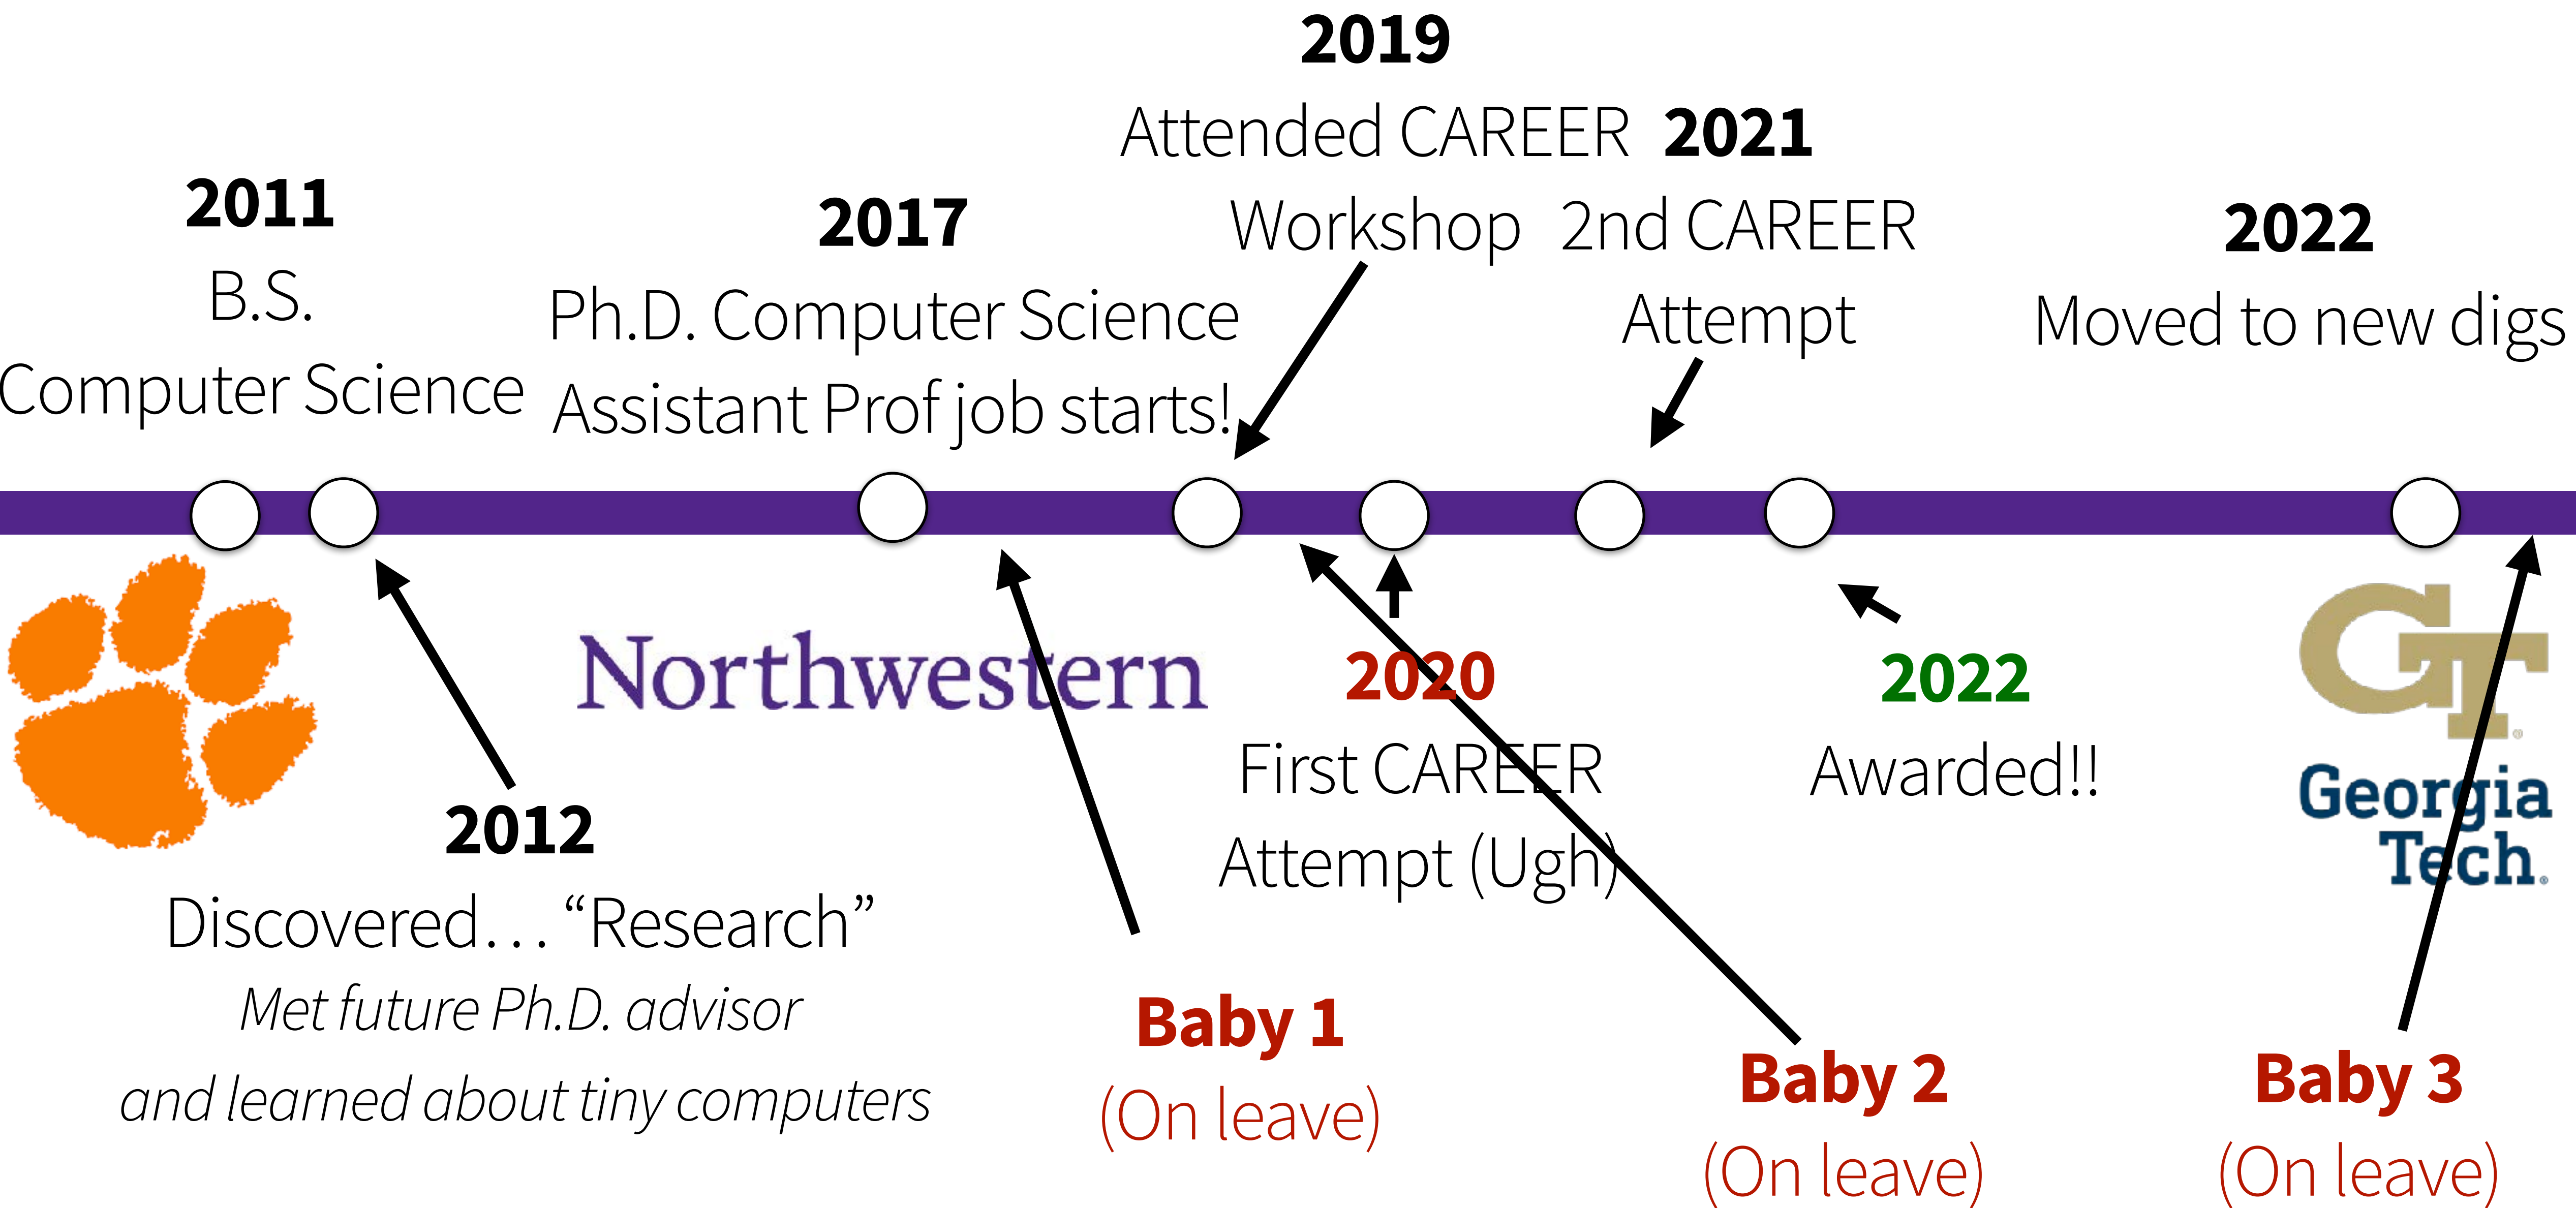 2011
B.S.
Computer Science
2017
Ph.D. Computer Science
Assistant Prof job starts!
2019
Attended CAREER
Workshop
2021
2nd CAREER
Attempt
2022
Moved to new digs
2012
Discovered… “Research”
Met future Ph.D. advisor
and learned about tiny computers
Northwestern
Baby 1
(On leave)
2020
First CAREER
Attempt (Ugh)
Baby 2
(On leave)
2022
Awarded!!
GT
Georgia
Tech
Baby 3
(On leave)